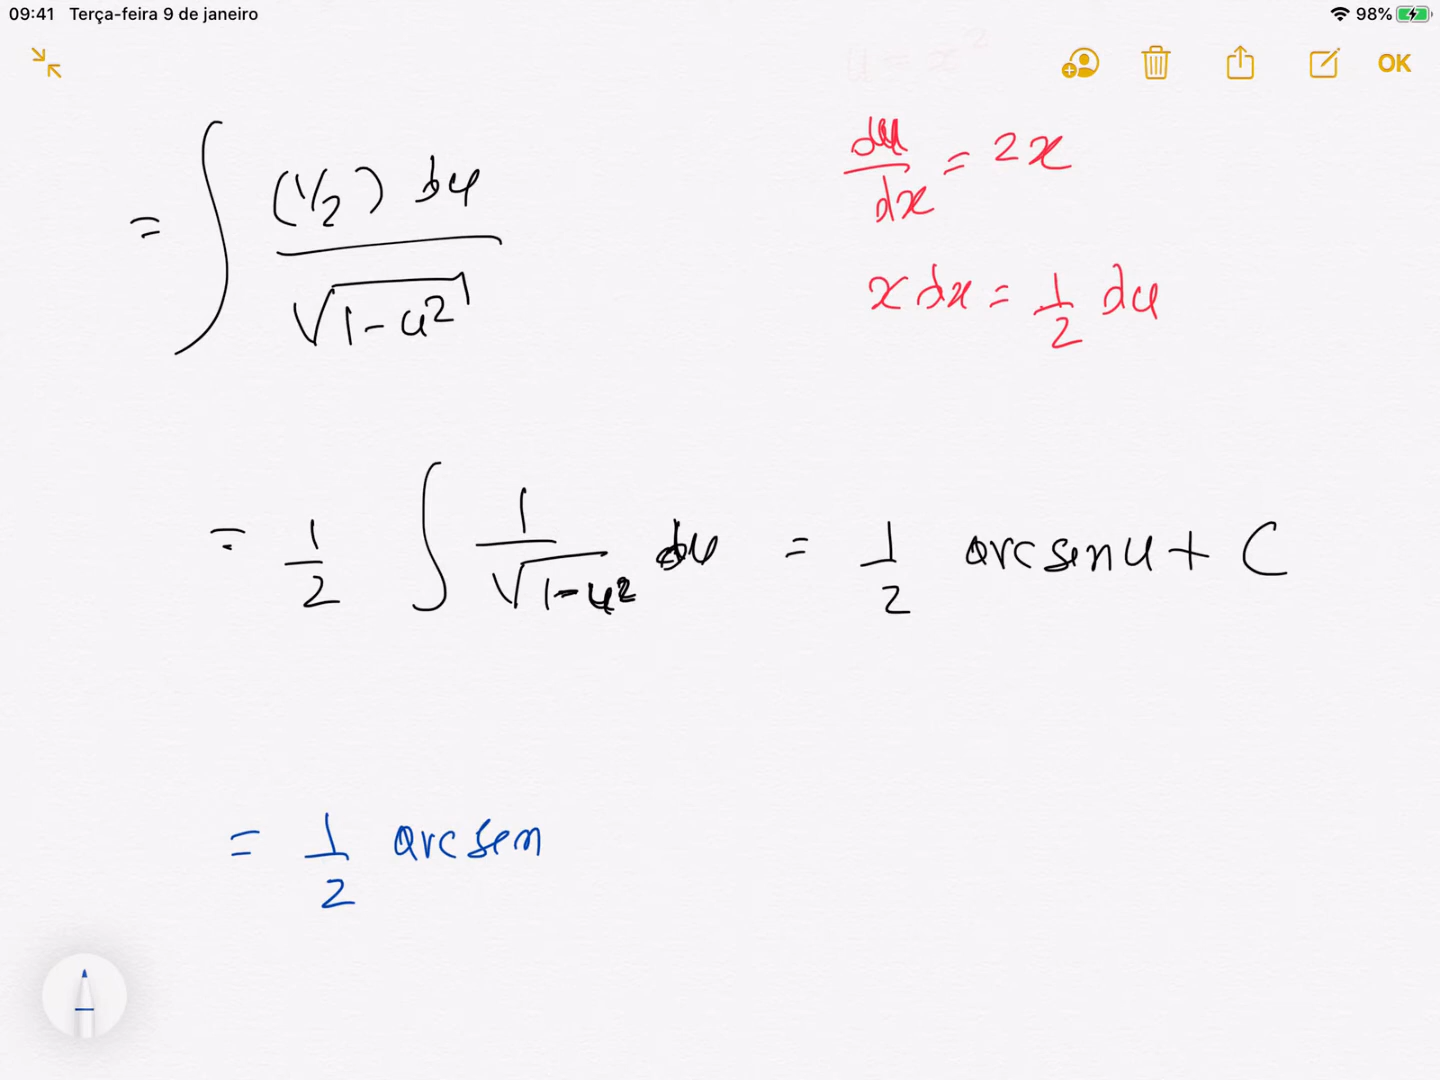 09:41 Terça-feira 9 de janeiro 98%
u = x²
OK
du/dx = 2x
= ∫ (1/2) du / √(1-u²)
x dx = 1/2 du
= 1/2 ∫ 1/√(1-u²) du = 1/2 arcsen u + C
= 1/2 arcsen